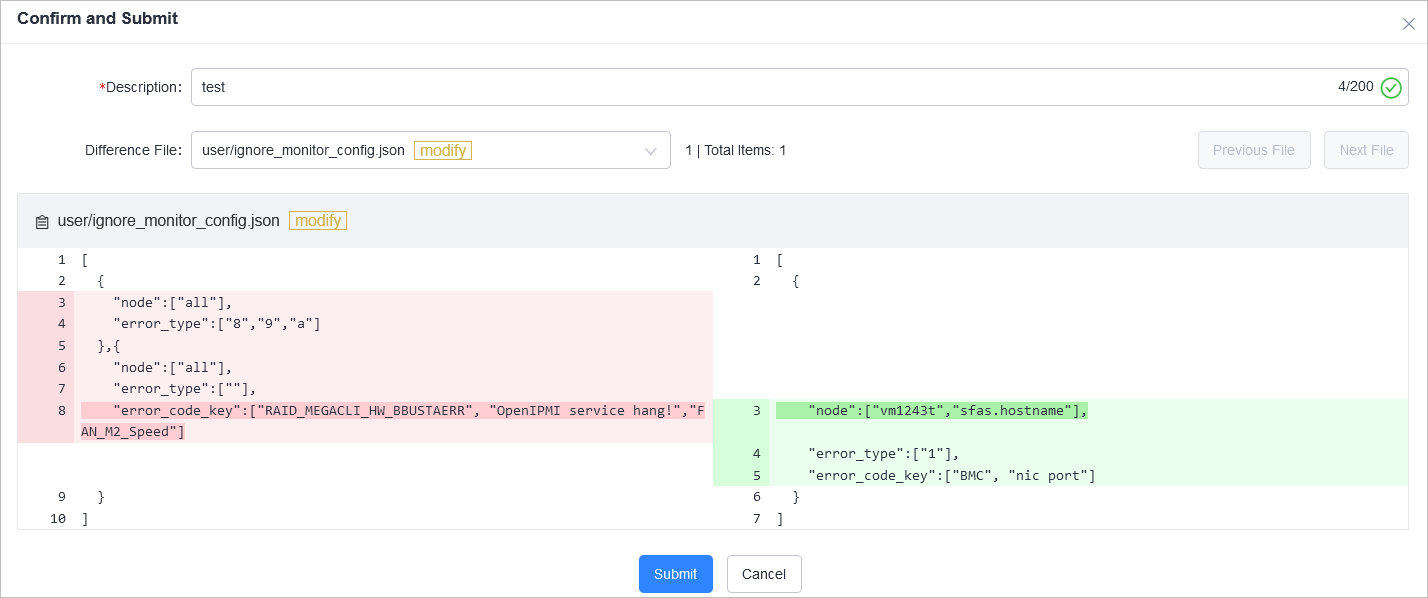 Confirm and Submit
*Description: test 4/200
Difference File: user/ignore_monitor_config.json modify 1 | Total Items: 1 Previous File Next File
user/ignore_monitor_config.json modify
1 [
2 {
3 "node":["all"],
4 "error_type":["8","9","a"]
5 },{
6 "node":["all"],
7 "error_type":[""],
8 "error_code_key":["RAID_MEGACLI_HW_BBUSTAERR", "OpenIPMI service hang!","F
AN_M2_Speed"]
9 }
10 ]
1 [
2 {
3 "node":["vm1243t","sfas.hostname"],
4 "error_type":["1"],
5 "error_code_key":["BMC", "nic port"]
6 }
7 ]
Submit Cancel